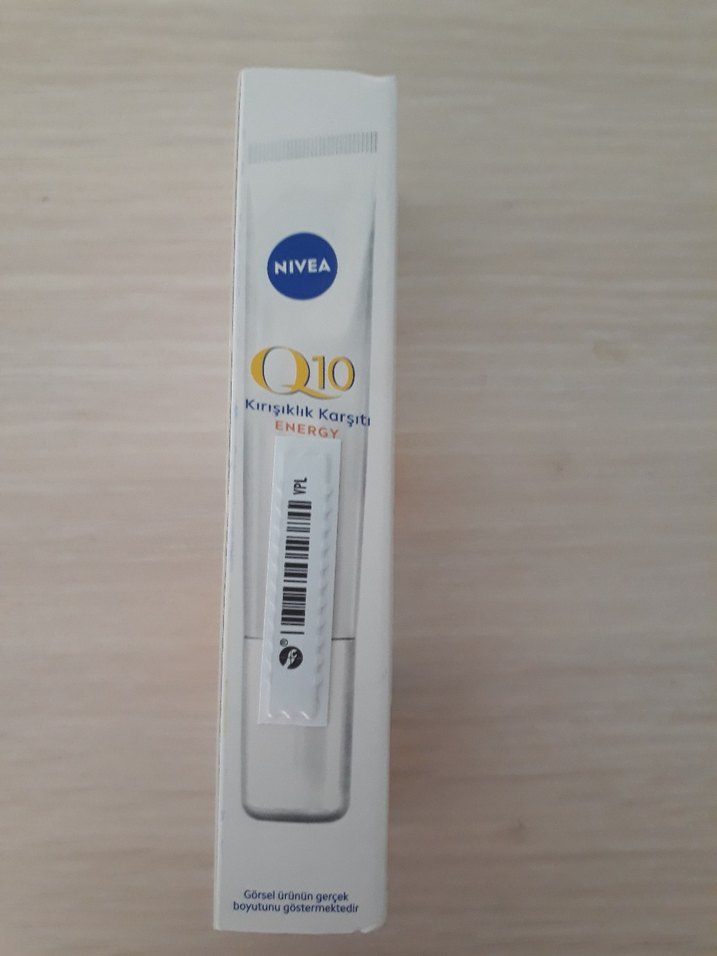 NIVEA
Q10
Kırışıklık Karşıtı
ENERGY
YPL
®
Görsel ürünün gerçek
boyutunu göstermektedir